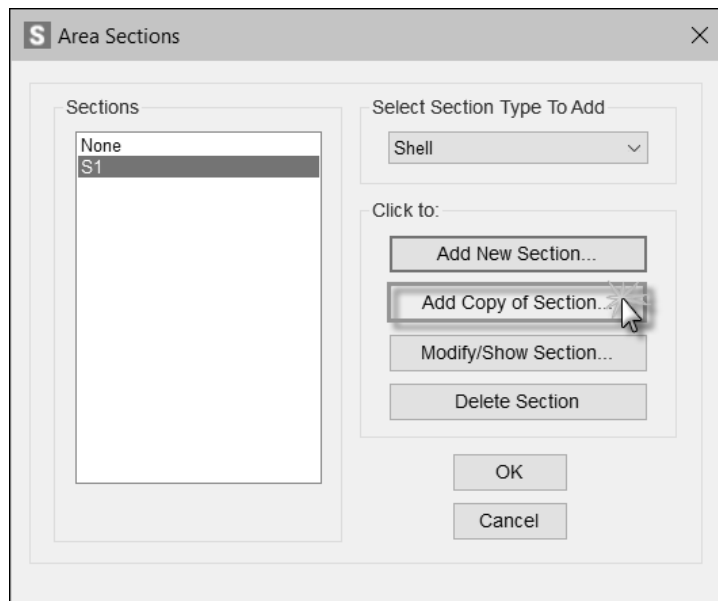 S Area Sections
Sections
None
S1
Select Section Type To Add
Shell
Click to:
Add New Section...
Add Copy of Section...
Modify/Show Section...
Delete Section
OK
Cancel